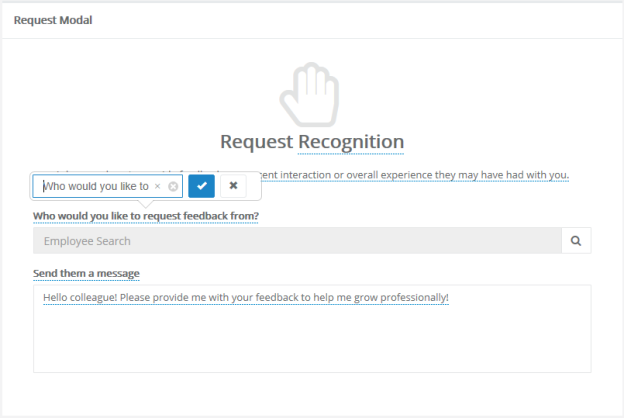 Request Modal
Request Recognition
tent interaction or overall experience they may have had with you.
Who would you like to
Who would you like to request feedback from?
Employee Search
Send them a message
Hello colleague! Please provide me with your feedback to help me grow professionally!